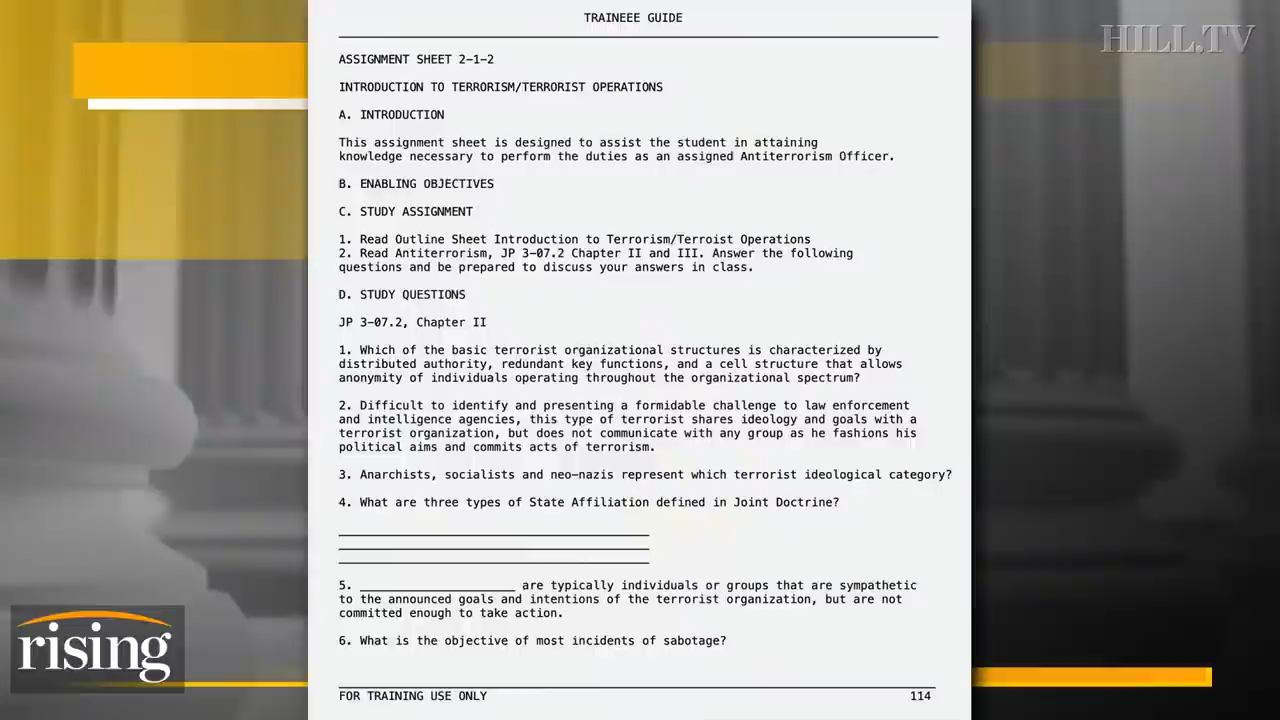 TRAINEEE GUIDE
HILL.TV
ASSIGNMENT SHEET 2-1-2
INTRODUCTION TO TERRORISM/TERRORIST OPERATIONS
A. INTRODUCTION
This assignment sheet is designed to assist the student in attaining
knowledge necessary to perform the duties as an assigned Antiterrorism Officer.
B. ENABLING OBJECTIVES
C. STUDY ASSIGNMENT
1. Read Outline Sheet Introduction to Terrorism/Terroist Operations
2. Read Antiterrorism, JP 3-07.2 Chapter II and III. Answer the following
questions and be prepared to discuss your answers in class.
D. STUDY QUESTIONS
JP 3-07.2, Chapter II
1. Which of the basic terrorist organizational structures is characterized by
distributed authority, redundant key functions, and a cell structure that allows
anonymity of individuals operating throughout the organizational spectrum?
2. Difficult to identify and presenting a formidable challenge to law enforcement
and intelligence agencies, this type of terrorist shares ideology and goals with a
terrorist organization, but does not communicate with any group as he fashions his
political aims and commits acts of terrorism.
3. Anarchists, socialists and neo-nazis represent which terrorist ideological category?
4. What are three types of State Affiliation defined in Joint Doctrine?
5. ______________________ are typically individuals or groups that are sympathetic
to the announced goals and intentions of the terrorist organization, but are not
committed enough to take action.
6. What is the objective of most incidents of sabotage?
rising
FOR TRAINING USE ONLY 114